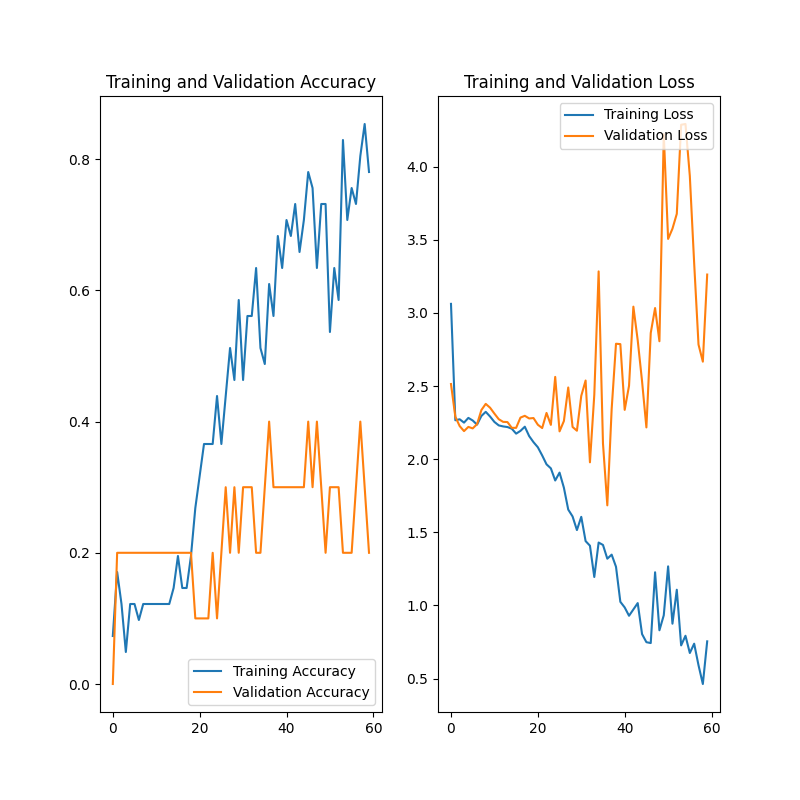 Training and Validation Accuracy
0.8
0.6
0.4
0.2
0.0
Training Accuracy
Validation Accuracy
0 20 40 60
Training and Validation Loss
Training Loss
Validation Loss
4.0
3.5
3.0
2.5
2.0
1.5
1.0
0.5
0 20 40 60